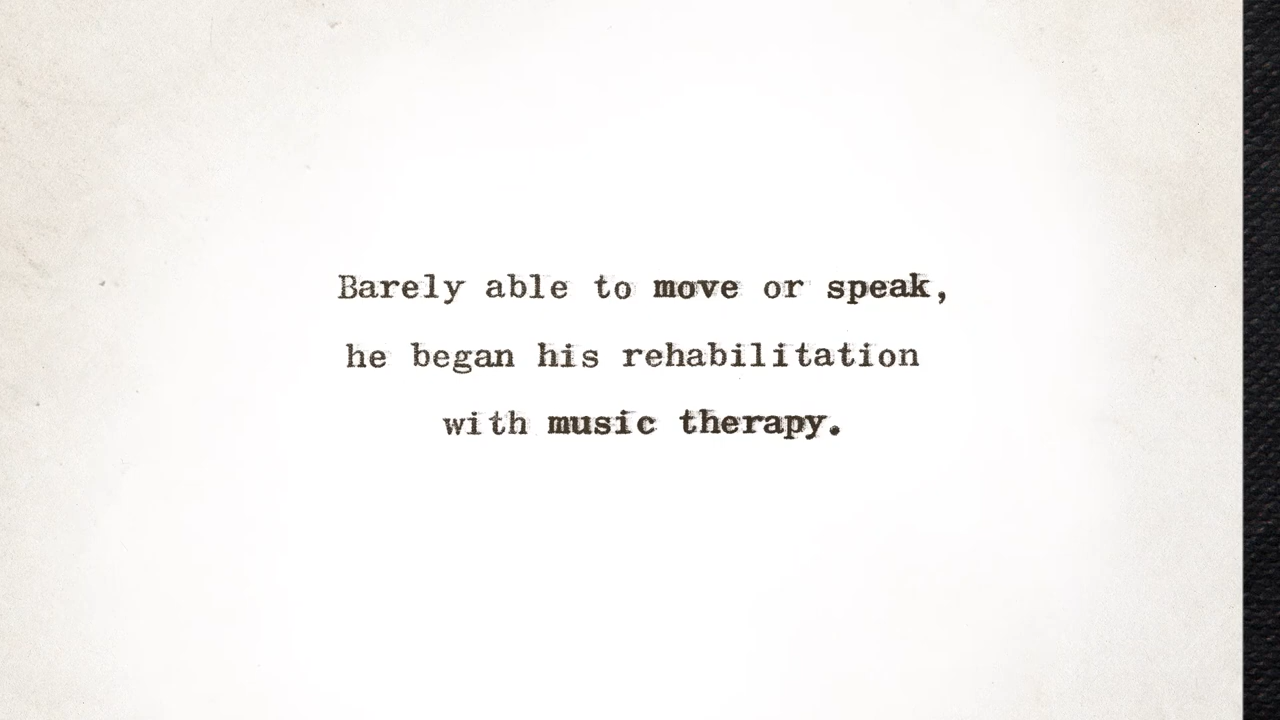 Barely able to move or speak,
he began his rehabilitation
with music therapy.